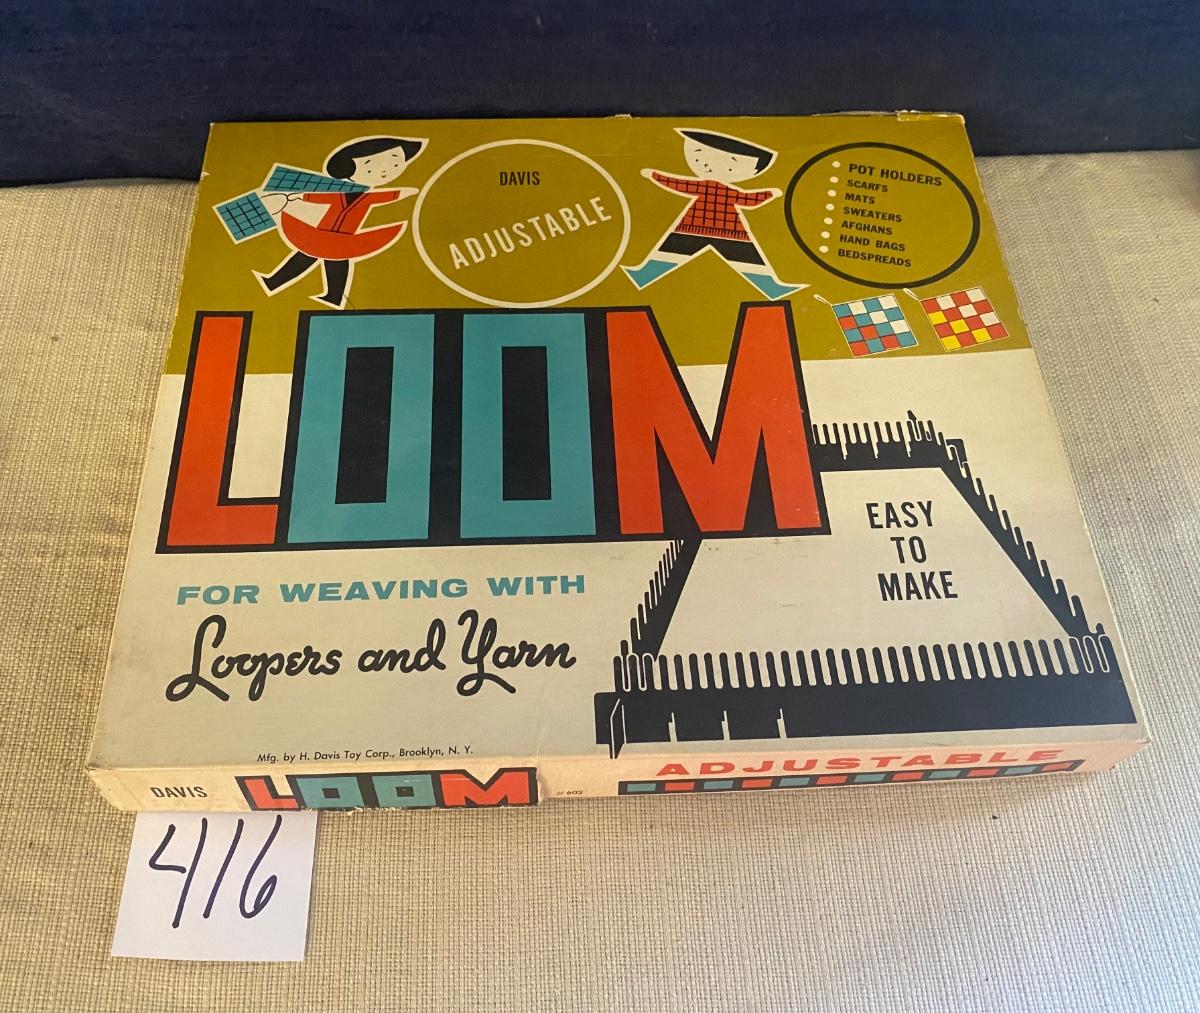 DAVIS
ADJUSTABLE
POT HOLDERS
SCARFS
MATS
SWEATERS
AFGHANS
HAND BAGS
BEDSPREADS
LOOM
EASY
TO
MAKE
FOR WEAVING WITH
Loopers and Yarn
Mfg. by H. Davis Toy Corp., Brooklyn, N. Y.
DAVIS
LOOM
# 602
ADJUSTABLE
416